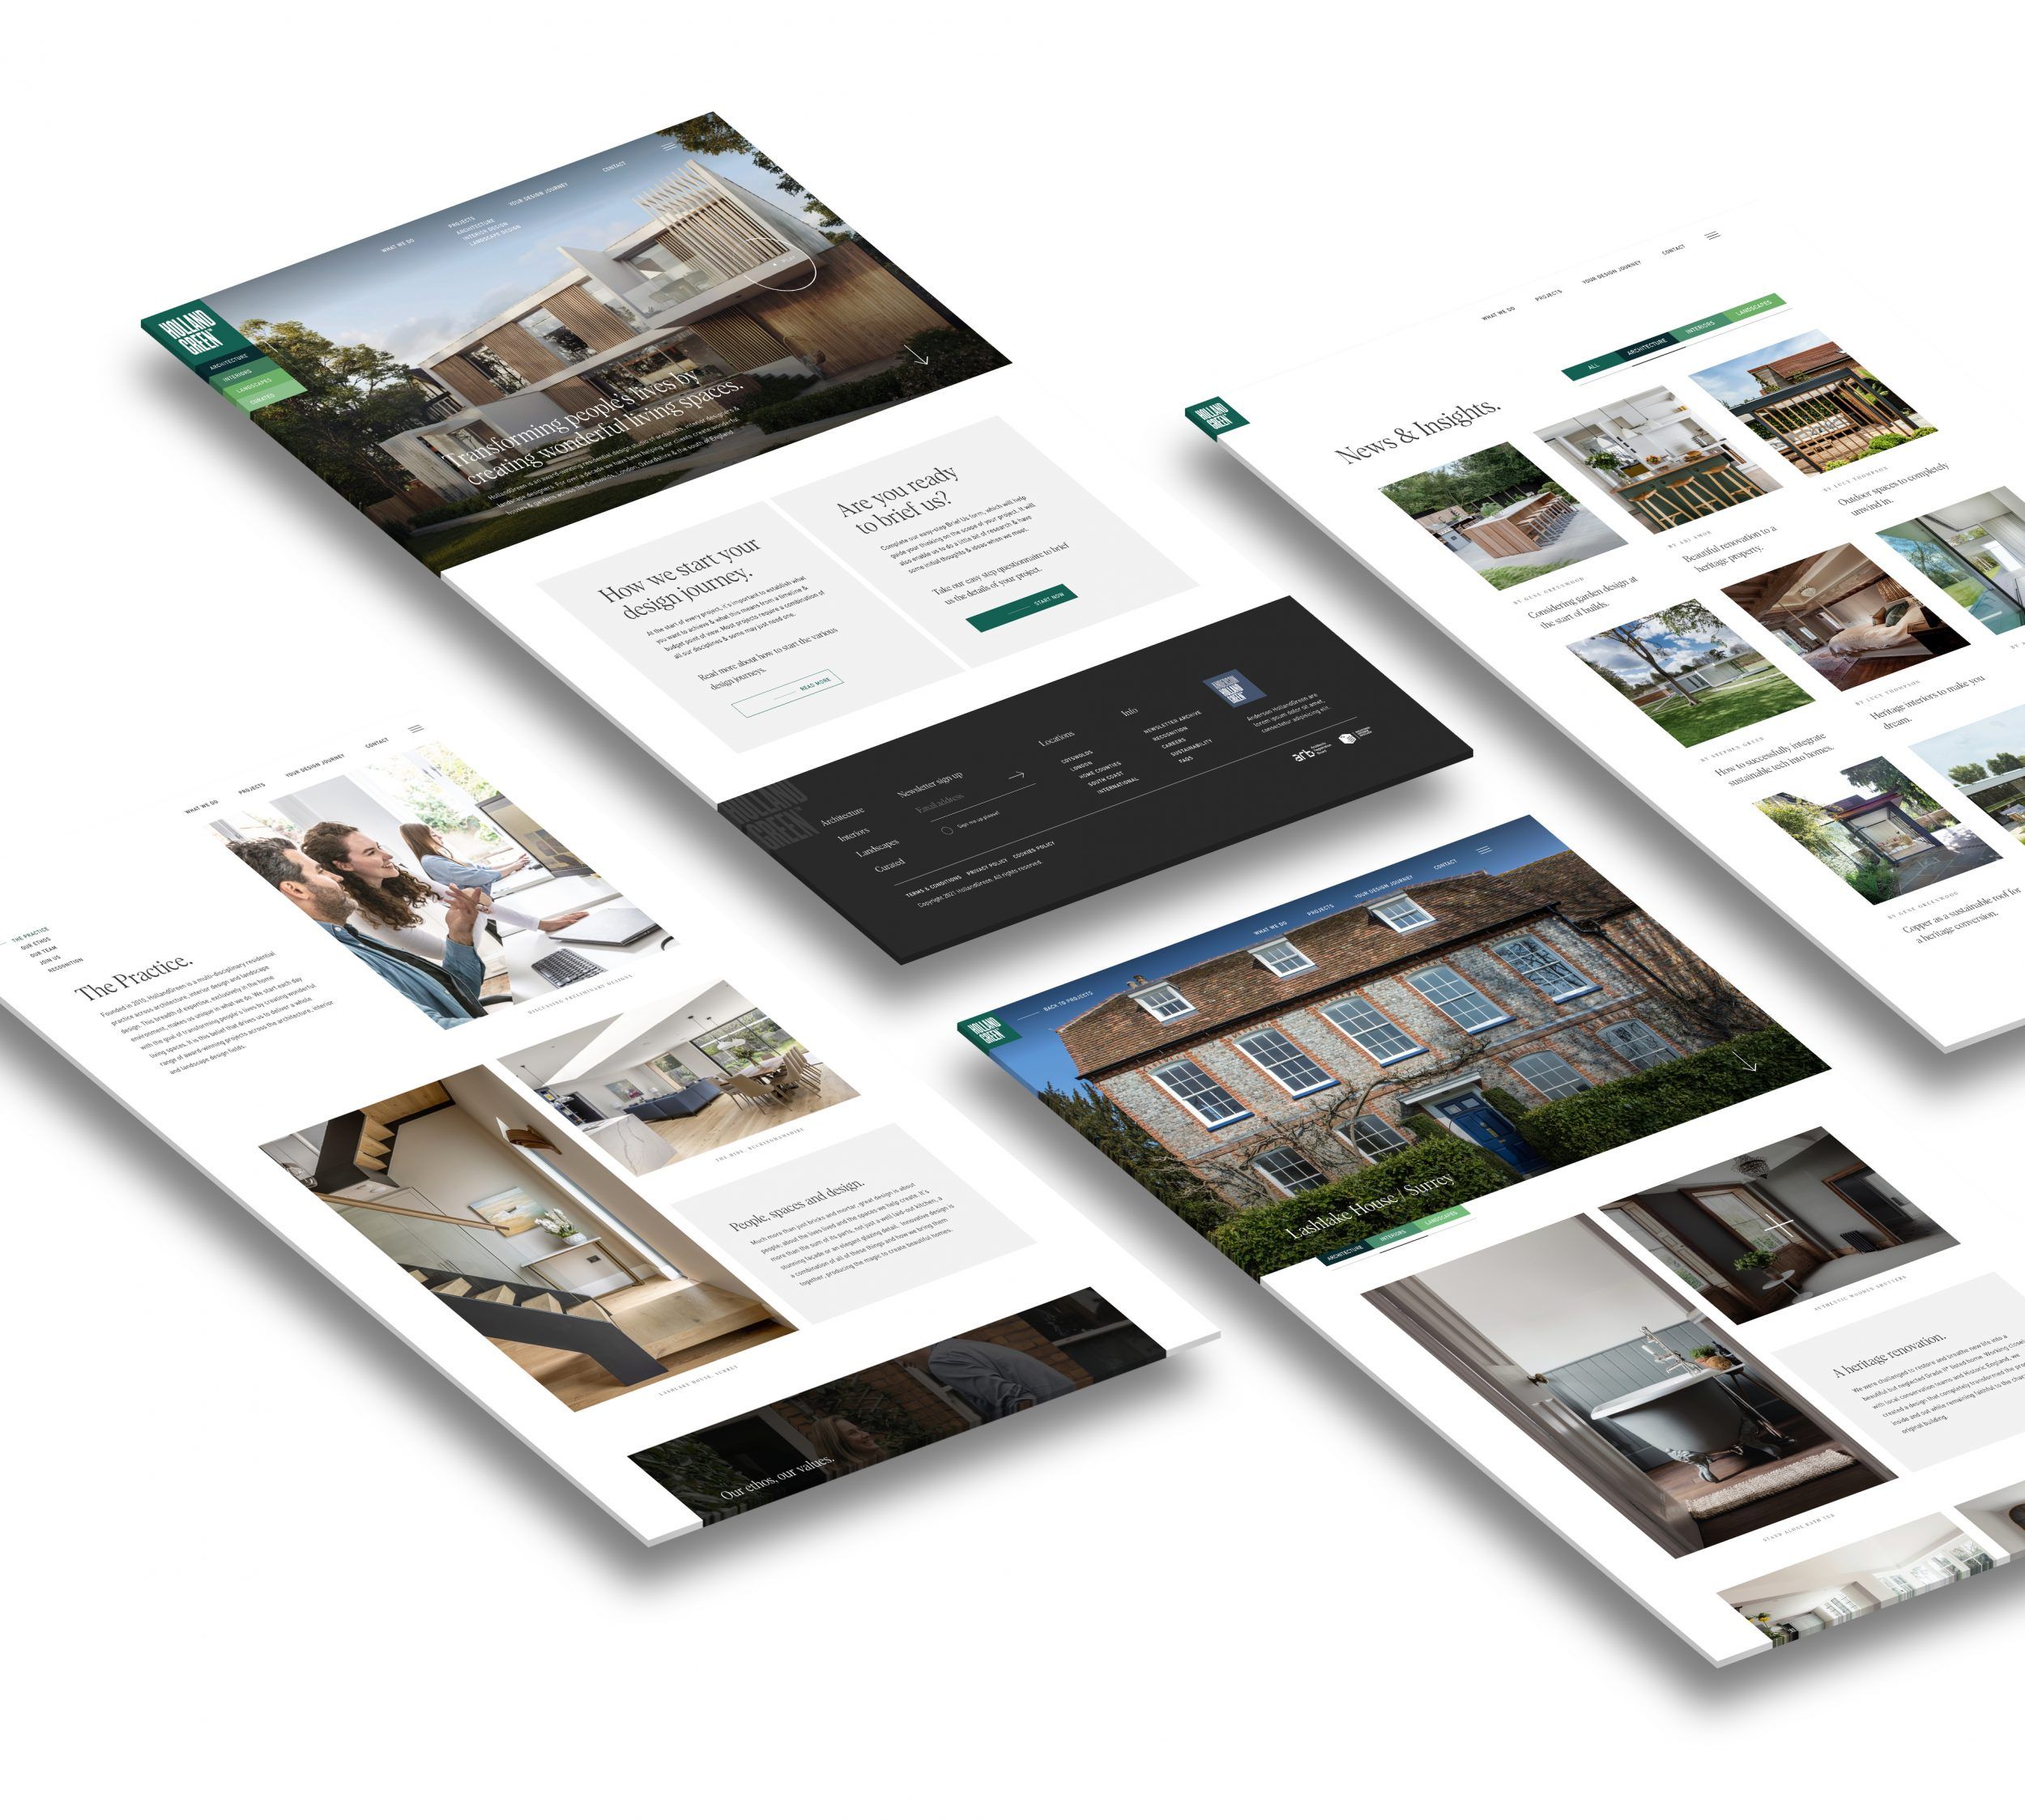 WHAT WE DO
PROJECTS
ARCHITECTURE
INTERIOR DESIGN
LANDSCAPE DESIGN
YOUR DESIGN JOURNEY
CONTACT
HOLLAND
GREEN
ARCHITECTURE
INTERIORS
LANDSCAPES
CURATED
PLAY
Transforming people's lives by
creating wonderful living spaces.
HollandGreen is an award-winning residential design studio of architects, interior designers &
landscape designers. For over a decade we have been helping our clients create wonderful
houses & gardens across the Cotswolds, London, Oxfordshire & the south of England.
How we start your
design journey.
At the start of every project, it's important to establish what
you want to achieve & what this means from a timeline &
budget point of view. Most projects require a combination of
all our disciplines & some may just need one.
Read more about how to start the various
design journeys.
READ MORE
Are you ready
to brief us?
Complete our easy-step Brief Us form, which will help
guide your thinking on the scope of your project. It will
also enable us to do a little bit of research & have
some initial thoughts & ideas when we meet.
Take our easy step questionnaire to brief
us the details of your project.
START NOW
HOLLAND
GREEN
Architecture
Interiors
Landscapes
Curated
Newsletter sign up
Email address
Sign me up please!
Locations
COTSWOLDS
LONDON
HOME COUNTIES
SOUTH COAST
INTERNATIONAL
Info
NEWSLETTER ARCHIVE
RECOGNITION
CAREERS
SUSTAINABILITY
FAQS
ANDERSON
HOLLAND
GREEN
Anderson HollandGreen are
lorem ipsum dolor sit amet,
consectetur adipiscing elit.
arb
TERMS & CONDITIONS PRIVACY POLICY COOKIES POLICY
Copyright 2021 HollandGreen. All rights reserved.
WHAT WE DO
PROJECTS
YOUR DESIGN JOURNEY
CONTACT
HOLLAND
GREEN
ALL
ARCHITECTURE
INTERIORS
LANDSCAPES
News & Insights.
BY GENE GREENWOOD
Considering garden design at
the start of builds.
BY ABI AMOR
Beautiful renovation to a
heritage property.
BY LUCY THOMPSON
Outdoor spaces to completely
unwind in.
BY STEPHEN GREEN
How to successfully integrate
sustainable tech into homes.
BY LUCY THOMPSON
Heritage interiors to make you
dream.
BY GENE GREENWOOD
Copper as a sustainable roof for
a heritage conversion.
WHAT WE DO
PROJECTS
YOUR DESIGN JOURNEY
CONTACT
THE PRACTICE
OUR ETHOS
OUR TEAM
JOIN US
RECOGNITION
The Practice.
Founded in 2010, HollandGreen is a multi-disciplinary residential
practice across architecture, interior design and landscape
design. This breadth of expertise, exclusively in the home
environment, makes us unique in what we do. We start each day
with the goal of transforming people's lives by creating wonderful
living spaces. It is this belief that drives us to deliver a whole
range of award-winning projects across the architecture, interior
and landscape design fields.
DISCUSSING PRELIMINARY DESIGNS
THE HIDE, BUCKINGHAMSHIRE
People, spaces and design.
Much more than just bricks and mortar, great design is about
people; about the lives lived and the spaces we help create. It's
more than the sum of its parts, not just a well laid-out kitchen, a
stunning façade or an elegant glazing detail. Innovative design is
a combination of all of these things and how we bring them
together, producing the magic to create beautiful homes.
LASHLAKE HOUSE, SURREY
Our ethos, our values.
BACK TO PROJECTS
WHAT WE DO
PROJECTS
YOUR DESIGN JOURNEY
CONTACT
HOLLAND
GREEN
Lashlake House / Surrey
ARCHITECTURE
INTERIORS
LANDSCAPES
AUTHENTIC WOODEN SHUTTERS
A heritage renovation.
We were challenged to restore and breathe new life into a
beautiful but neglected Grade II* listed home. Working closely
with local conservation teams and Historic England, we
created a design that completely transformed the
inside and out while remaining faithful to the
original building.
STAND ALONE BATH TUB